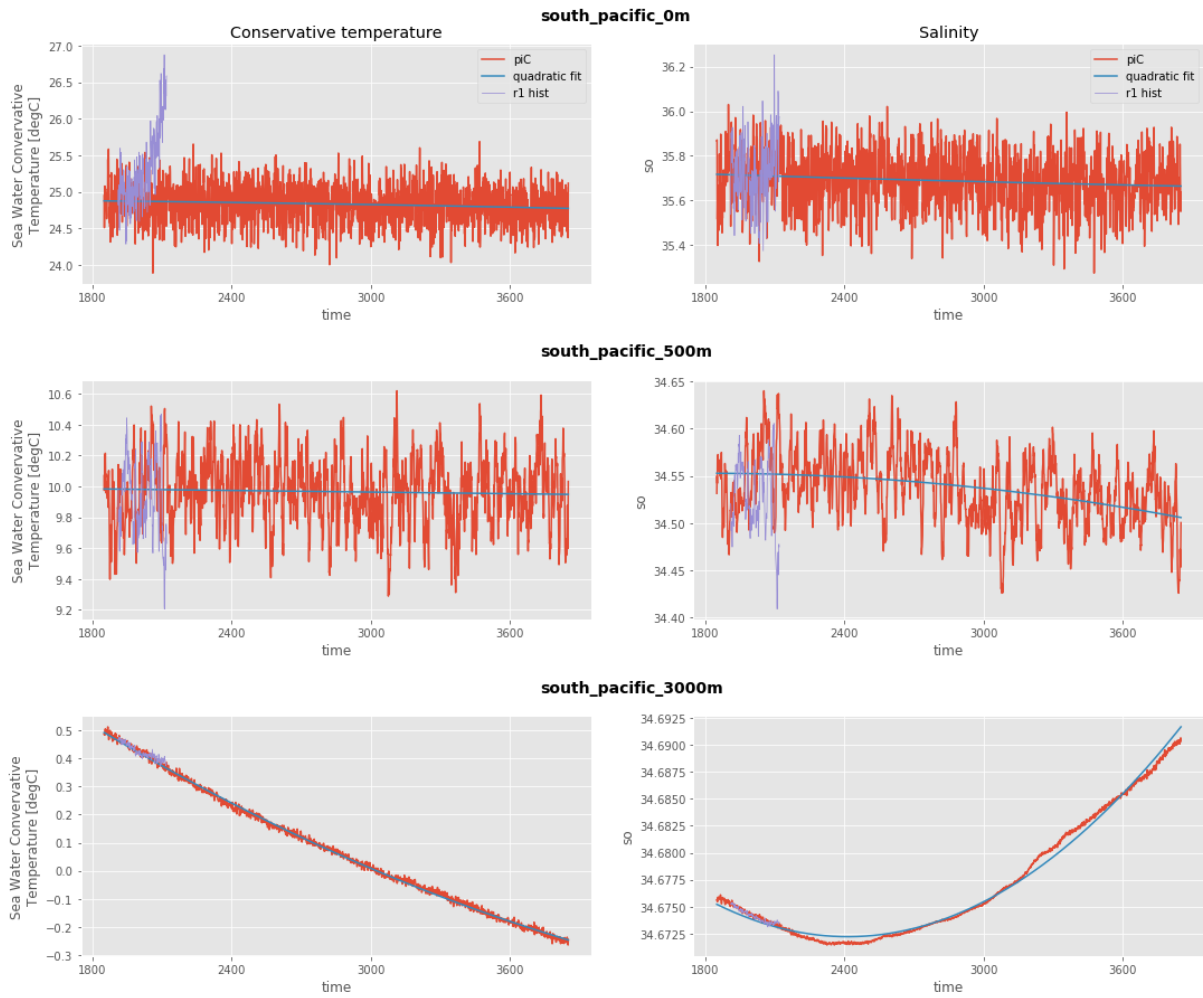 south_pacific_0m
Conservative temperature
Salinity
27.0
26.5
26.0
25.5
25.0
24.5
24.0
Sea Water Convervative
Temperature [degC]
piC
quadratic fit
r1 hist
1800
2400
3000
3600
time
36.2
36.0
35.8
35.6
35.4
so
piC
quadratic fit
r1 hist
1800
2400
3000
3600
time
south_pacific_500m
10.6
10.4
10.2
10.0
9.8
9.6
9.4
9.2
Sea Water Convervative
Temperature [degC]
1800
2400
3000
3600
time
34.65
34.60
34.55
34.50
34.45
34.40
so
1800
2400
3000
3600
time
south_pacific_3000m
0.5
0.4
0.3
0.2
0.1
0.0
−0.1
−0.2
−0.3
Sea Water Convervative
Temperature [degC]
1800
2400
3000
3600
time
34.6925
34.6900
34.6875
34.6850
34.6825
34.6800
34.6775
34.6750
34.6725
so
1800
2400
3000
3600
time